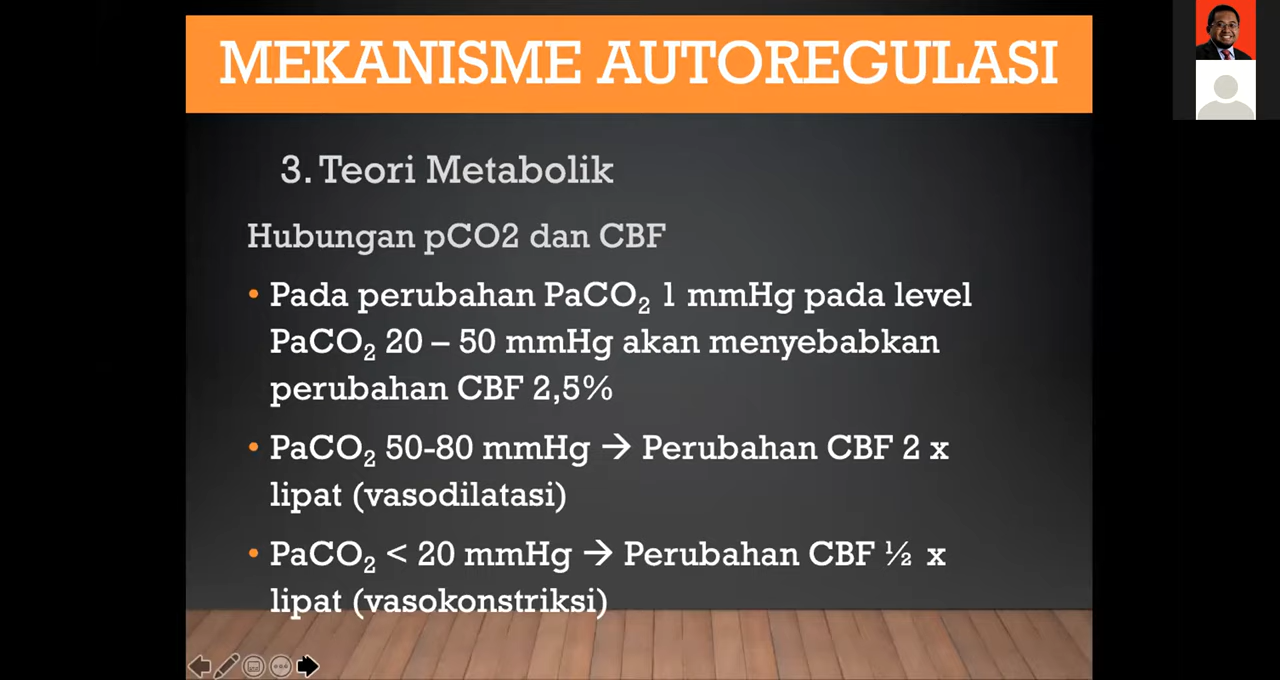 MEKANISME AUTOREGULASI
3. Teori Metabolik
Hubungan pCO2 dan CBF
• Pada perubahan PaCO₂ 1 mmHg pada level
PaCO₂ 20 – 50 mmHg akan menyebabkan
perubahan CBF 2,5%
• PaCO₂ 50-80 mmHg → Perubahan CBF 2 x
lipat (vasodilatasi)
• PaCO₂ < 20 mmHg → Perubahan CBF ½ x
lipat (vasokonstriksi)